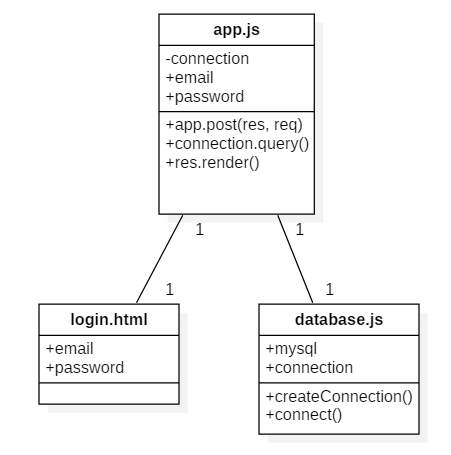 app.js
-connection
+email
+password
+app.post(res, req)
+connection.query()
+res.render()
1
1
1
1
login.html
+email
+password
database.js
+mysql
+connection
+createConnection()
+connect()